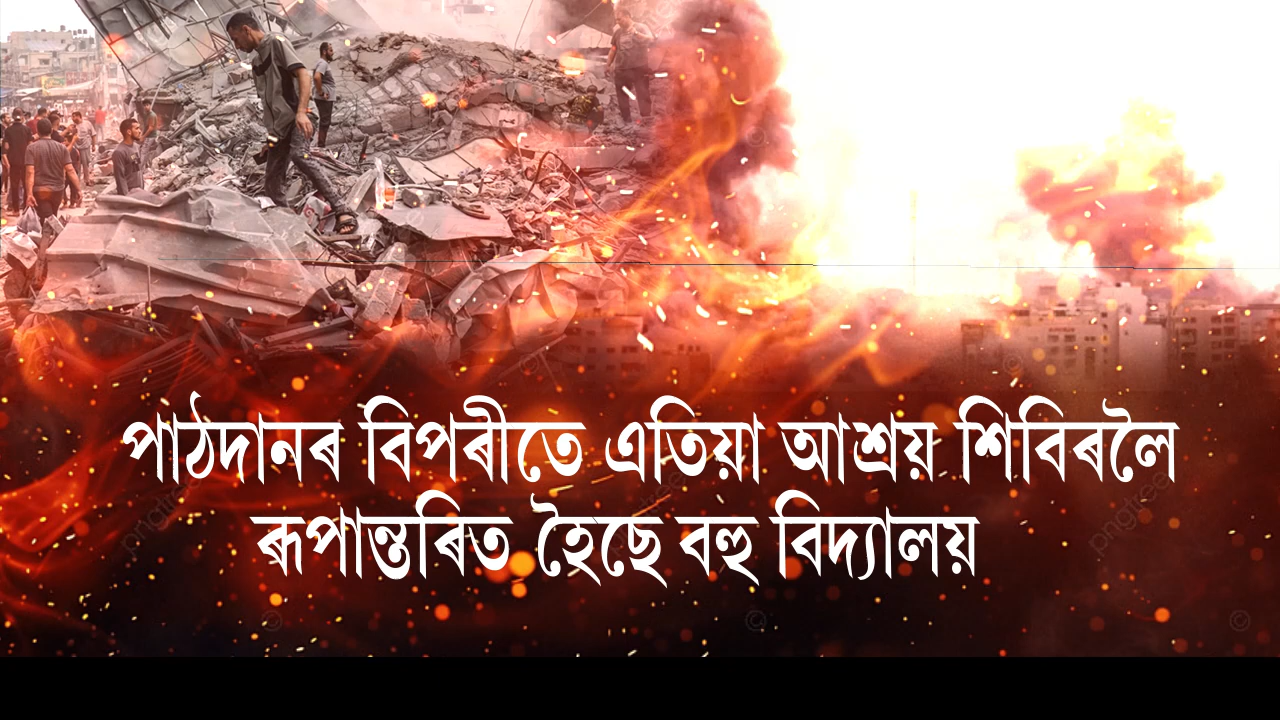 পাঠদানৰ বিপৰীতে এতিয়া আশ্ৰয় শিবিৰলৈ
ৰূপান্তৰিত হৈছে বহু বিদ্যালয়